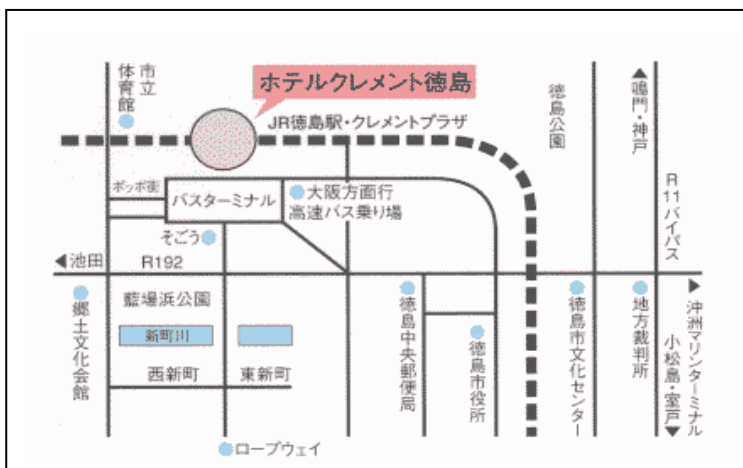 市立
体育館
ホテルクレメント徳島
JR徳島駅・クレメントプラザ
徳島公園
▲鳴門・神戸
R11バイパス
ポッポ街
バスターミナル
大阪方面行
高速バス乗り場
そごう
◀池田
R192
藍場浜公園
新町川
西新町
東新町
郷土文化会館
徳島中央郵便局
徳島市役所
徳島市文化センター
地方裁判所
小松島・室戸▼
▶沖洲マリンターミナル
ロープウェイ